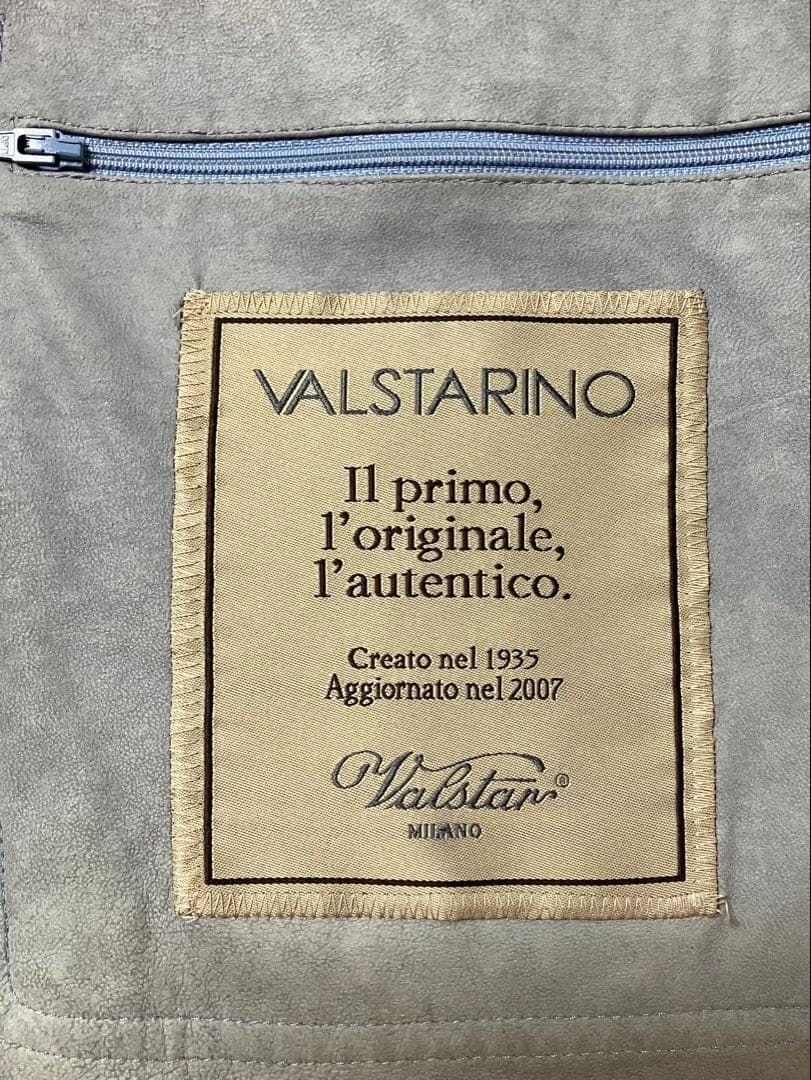 VALSTARINO
Il primo,
l'originale,
l'autentico.
Creato nel 1935
Aggiornato nel 2007
Valstar®
MILANO